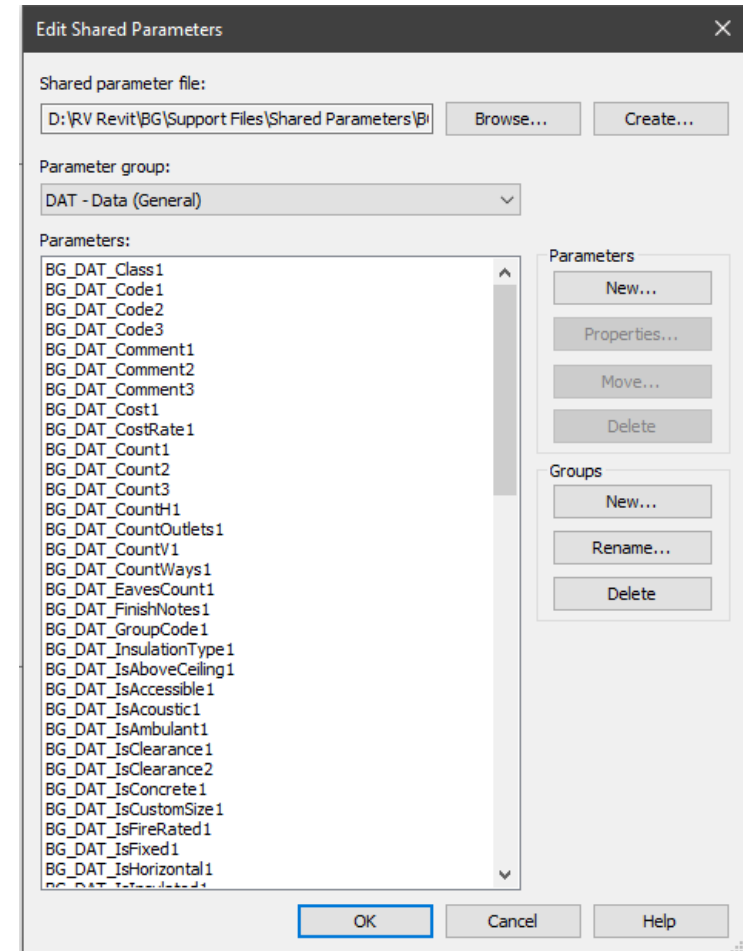 Edit Shared Parameters
Shared parameter file:
D:\RV Revit\BG\Support Files\Shared Parameters\
Browse...
Create...
Parameter group:
DAT - Data (General)
Parameters:
BG_DAT_Class1
BG_DAT_Code1
BG_DAT_Code2
BG_DAT_Code3
BG_DAT_Comment1
BG_DAT_Comment2
BG_DAT_Comment3
BG_DAT_Cost1
BG_DAT_CostRate1
BG_DAT_Count1
BG_DAT_Count2
BG_DAT_Count3
BG_DAT_CountH1
BG_DAT_CountOutlets1
BG_DAT_CountV1
BG_DAT_CountWays1
BG_DAT_EavesCount1
BG_DAT_FinishNotes1
BG_DAT_GroupCode1
BG_DAT_InsulationType1
BG_DAT_IsAboveCeiling1
BG_DAT_IsAccessible1
BG_DAT_IsAcoustic1
BG_DAT_IsAmbulant1
BG_DAT_IsClearance1
BG_DAT_IsClearance2
BG_DAT_IsConcrete1
BG_DAT_IsCustomSize1
BG_DAT_IsFireRated1
BG_DAT_IsFixed1
BG_DAT_IsHorizontal1
Parameters
New...
Properties...
Move...
Delete
Groups
New...
Rename...
Delete
OK
Cancel
Help